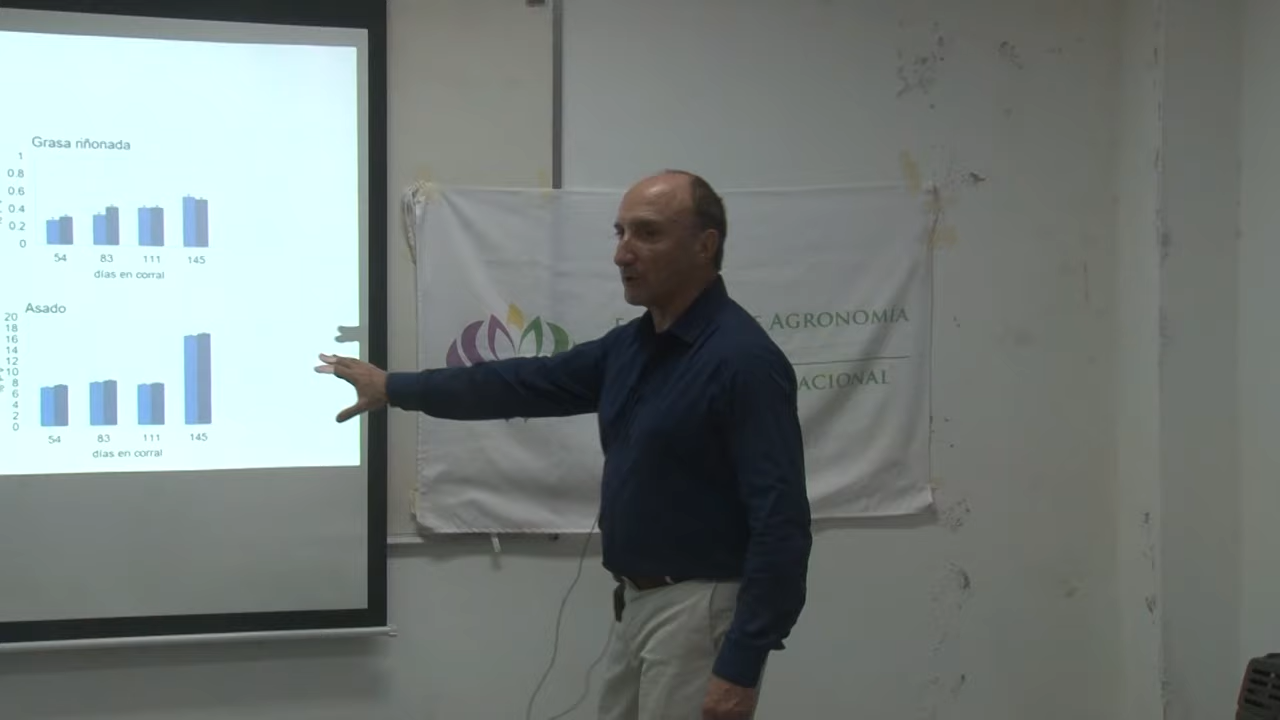 Grasa riñonada
1
0.8
0.6
0.4
0.2
0
54 83 111 145
días en corral
Asado
20
18
16
14
12
10
8
6
4
2
0
54 83 111 145
días en corral
AGRONOMÍA